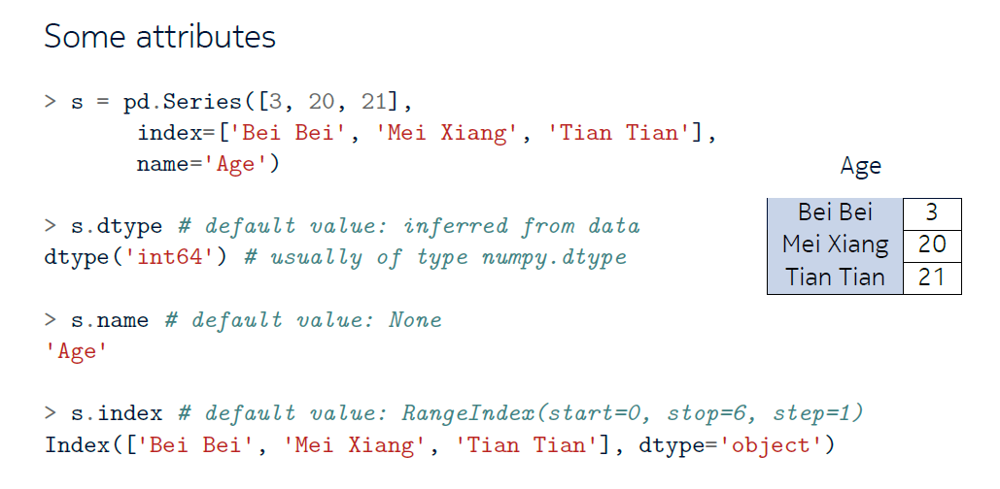 Some attributes
> s = pd.Series([3, 20, 21],
index=['Bei Bei', 'Mei Xiang', 'Tian Tian'],
name='Age')
> s.dtype # default value: inferred from data
dtype('int64') # usually of type numpy.dtype
> s.name # default value: None
'Age'
> s.index # default value: RangeIndex(start=0, stop=6, step=1)
Index(['Bei Bei', 'Mei Xiang', 'Tian Tian'], dtype='object')
Age
Bei Bei 3
Mei Xiang 20
Tian Tian 21